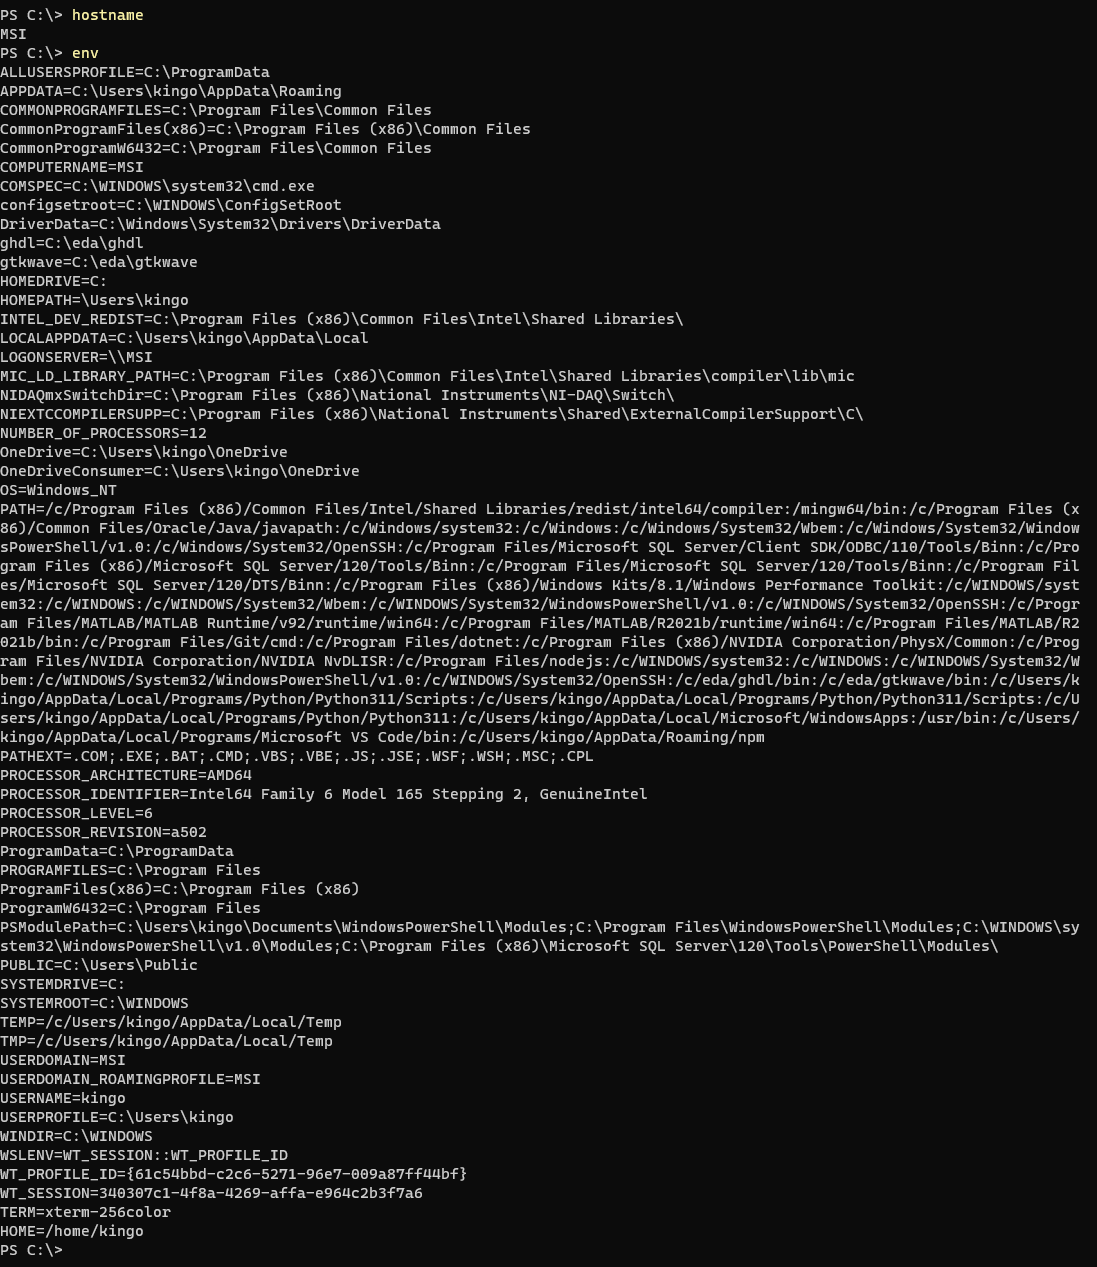 PS C:\> hostname
MSI
PS C:\> env
ALLUSERSPROFILE=C:\ProgramData
APPDATA=C:\Users\kingo\AppData\Roaming
COMMONPROGRAMFILES=C:\Program Files\Common Files
CommonProgramFiles(x86)=C:\Program Files (x86)\Common Files
CommonProgramW6432=C:\Program Files\Common Files
COMPUTERNAME=MSI
COMSPEC=C:\WINDOWS\system32\cmd.exe
configsetroot=C:\WINDOWS\ConfigSetRoot
DriverData=C:\Windows\System32\Drivers\DriverData
ghdl=C:\eda\ghdl
gtkwave=C:\eda\gtkwave
HOMEDRIVE=C:
HOMEPATH=\Users\kingo
INTEL_DEV_REDIST=C:\Program Files (x86)\Common Files\Intel\Shared Libraries\
LOCALAPPDATA=C:\Users\kingo\AppData\Local
LOGONSERVER=\\MSI
MIC_LD_LIBRARY_PATH=C:\Program Files (x86)\Common Files\Intel\Shared Libraries\compiler\lib\mic
NIDAQmxSwitchDir=C:\Program Files (x86)\National Instruments\NI-DAQ\Switch\
NIEXTCCOMPILERSUPP=C:\Program Files (x86)\National Instruments\Shared\ExternalCompilerSupport\C\
NUMBER_OF_PROCESSORS=12
OneDrive=C:\Users\kingo\OneDrive
OneDriveConsumer=C:\Users\kingo\OneDrive
OS=Windows_NT
PATH=/c/Program Files (x86)/Common Files/Intel/Shared Libraries/redist/intel64/compiler:/mingw64/bin:/c/Program Files (x
86)/Common Files/Oracle/Java/javapath:/c/Windows/system32:/c/Windows:/c/Windows/System32/Wbem:/c/Windows/System32/Window
sPowerShell/v1.0:/c/Windows/System32/OpenSSH:/c/Program Files/Microsoft SQL Server/Client SDK/ODBC/110/Tools/Binn:/c/Pro
gram Files (x86)/Microsoft SQL Server/120/Tools/Binn:/c/Program Files/Microsoft SQL Server/120/Tools/Binn:/c/Program Fil
es/Microsoft SQL Server/120/DTS/Binn:/c/Program Files (x86)/Windows Kits/8.1/Windows Performance Toolkit:/c/WINDOWS/syst
em32:/c/WINDOWS:/c/WINDOWS/System32/Wbem:/c/WINDOWS/System32/WindowsPowerShell/v1.0:/c/WINDOWS/System32/OpenSSH:/c/Progr
am Files/MATLAB/MATLAB Runtime/v92/runtime/win64:/c/Program Files/MATLAB/R2021b/runtime/win64:/c/Program Files/MATLAB/R2
021b/bin:/c/Program Files/Git/cmd:/c/Program Files/dotnet:/c/Program Files (x86)/NVIDIA Corporation/PhysX/Common:/c/Prog
ram Files/NVIDIA Corporation/NVIDIA NvDLISR:/c/Program Files/nodejs:/c/WINDOWS/system32:/c/WINDOWS:/c/WINDOWS/System32/W
bem:/c/WINDOWS/System32/WindowsPowerShell/v1.0:/c/WINDOWS/System32/OpenSSH:/c/eda/ghdl/bin:/c/eda/gtkwave/bin:/c/Users/k
ingo/AppData/Local/Programs/Python/Python311/Scripts:/c/Users/kingo/AppData/Local/Programs/Python/Python311/Scripts:/c/U
sers/kingo/AppData/Local/Programs/Python/Python311:/c/Users/kingo/AppData/Local/Microsoft/WindowsApps:/usr/bin:/c/Users/
kingo/AppData/Local/Programs/Microsoft VS Code/bin:/c/Users/kingo/AppData/Roaming/npm
PATHEXT=.COM;.EXE;.BAT;.CMD;.VBS;.VBE;.JS;.JSE;.WSF;.WSH;.MSC;.CPL
PROCESSOR_ARCHITECTURE=AMD64
PROCESSOR_IDENTIFIER=Intel64 Family 6 Model 165 Stepping 2, GenuineIntel
PROCESSOR_LEVEL=6
PROCESSOR_REVISION=a502
ProgramData=C:\ProgramData
PROGRAMFILES=C:\Program Files
ProgramFiles(x86)=C:\Program Files (x86)
ProgramW6432=C:\Program Files
PSModulePath=C:\Users\kingo\Documents\WindowsPowerShell\Modules;C:\Program Files\WindowsPowerShell\Modules;C:\WINDOWS\sy
stem32\WindowsPowerShell\v1.0\Modules;C:\Program Files (x86)\Microsoft SQL Server\120\Tools\PowerShell\Modules\
PUBLIC=C:\Users\Public
SYSTEMDRIVE=C:
SYSTEMROOT=C:\WINDOWS
TEMP=/c/Users/kingo/AppData/Local/Temp
TMP=/c/Users/kingo/AppData/Local/Temp
USERDOMAIN=MSI
USERDOMAIN_ROAMINGPROFILE=MSI
USERNAME=kingo
USERPROFILE=C:\Users\kingo
WINDIR=C:\WINDOWS
WSLENV=WT_SESSION::WT_PROFILE_ID
WT_PROFILE_ID={61c54bbd-c2c6-5271-96e7-009a87ff44bf}
WT_SESSION=340307c1-4f8a-4269-affa-e964c2b3f7a6
TERM=xterm-256color
HOME=/home/kingo
PS C:\>